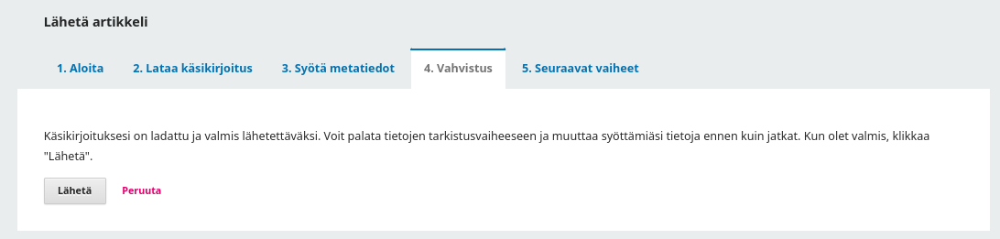 Lähetä artikkeli
1. Aloita 2. Lataa käsikirjoitus 3. Syötä metatiedot 4. Vahvistus 5. Seuraavat vaiheet
Käsikirjoituksesi on ladattu ja valmis lähetettäväksi. Voit palata tietojen tarkistusvaiheeseen ja muuttaa syöttämiäsi tietoja ennen kuin jatkat. Kun olet valmis, klikkaa
"Lähetä".
Lähetä Peruuta